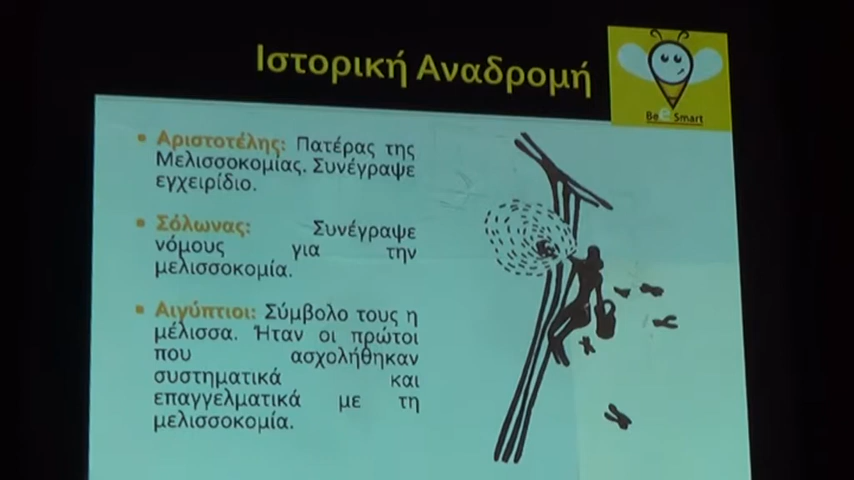 Ιστορική Αναδρομή
Bee Smart
• Αριστοτέλης: Πατέρας της
Μελισσοκομίας. Συνέγραψε
εγχειρίδιο.
• Σόλωνας: Συνέγραψε
νόμους για την
μελισσοκομία.
• Αιγύπτιοι: Σύμβολο τους η
μέλισσα. Ήταν οι πρώτοι
που ασχολήθηκαν
συστηματικά και
επαγγελματικά με τη
μελισσοκομία.